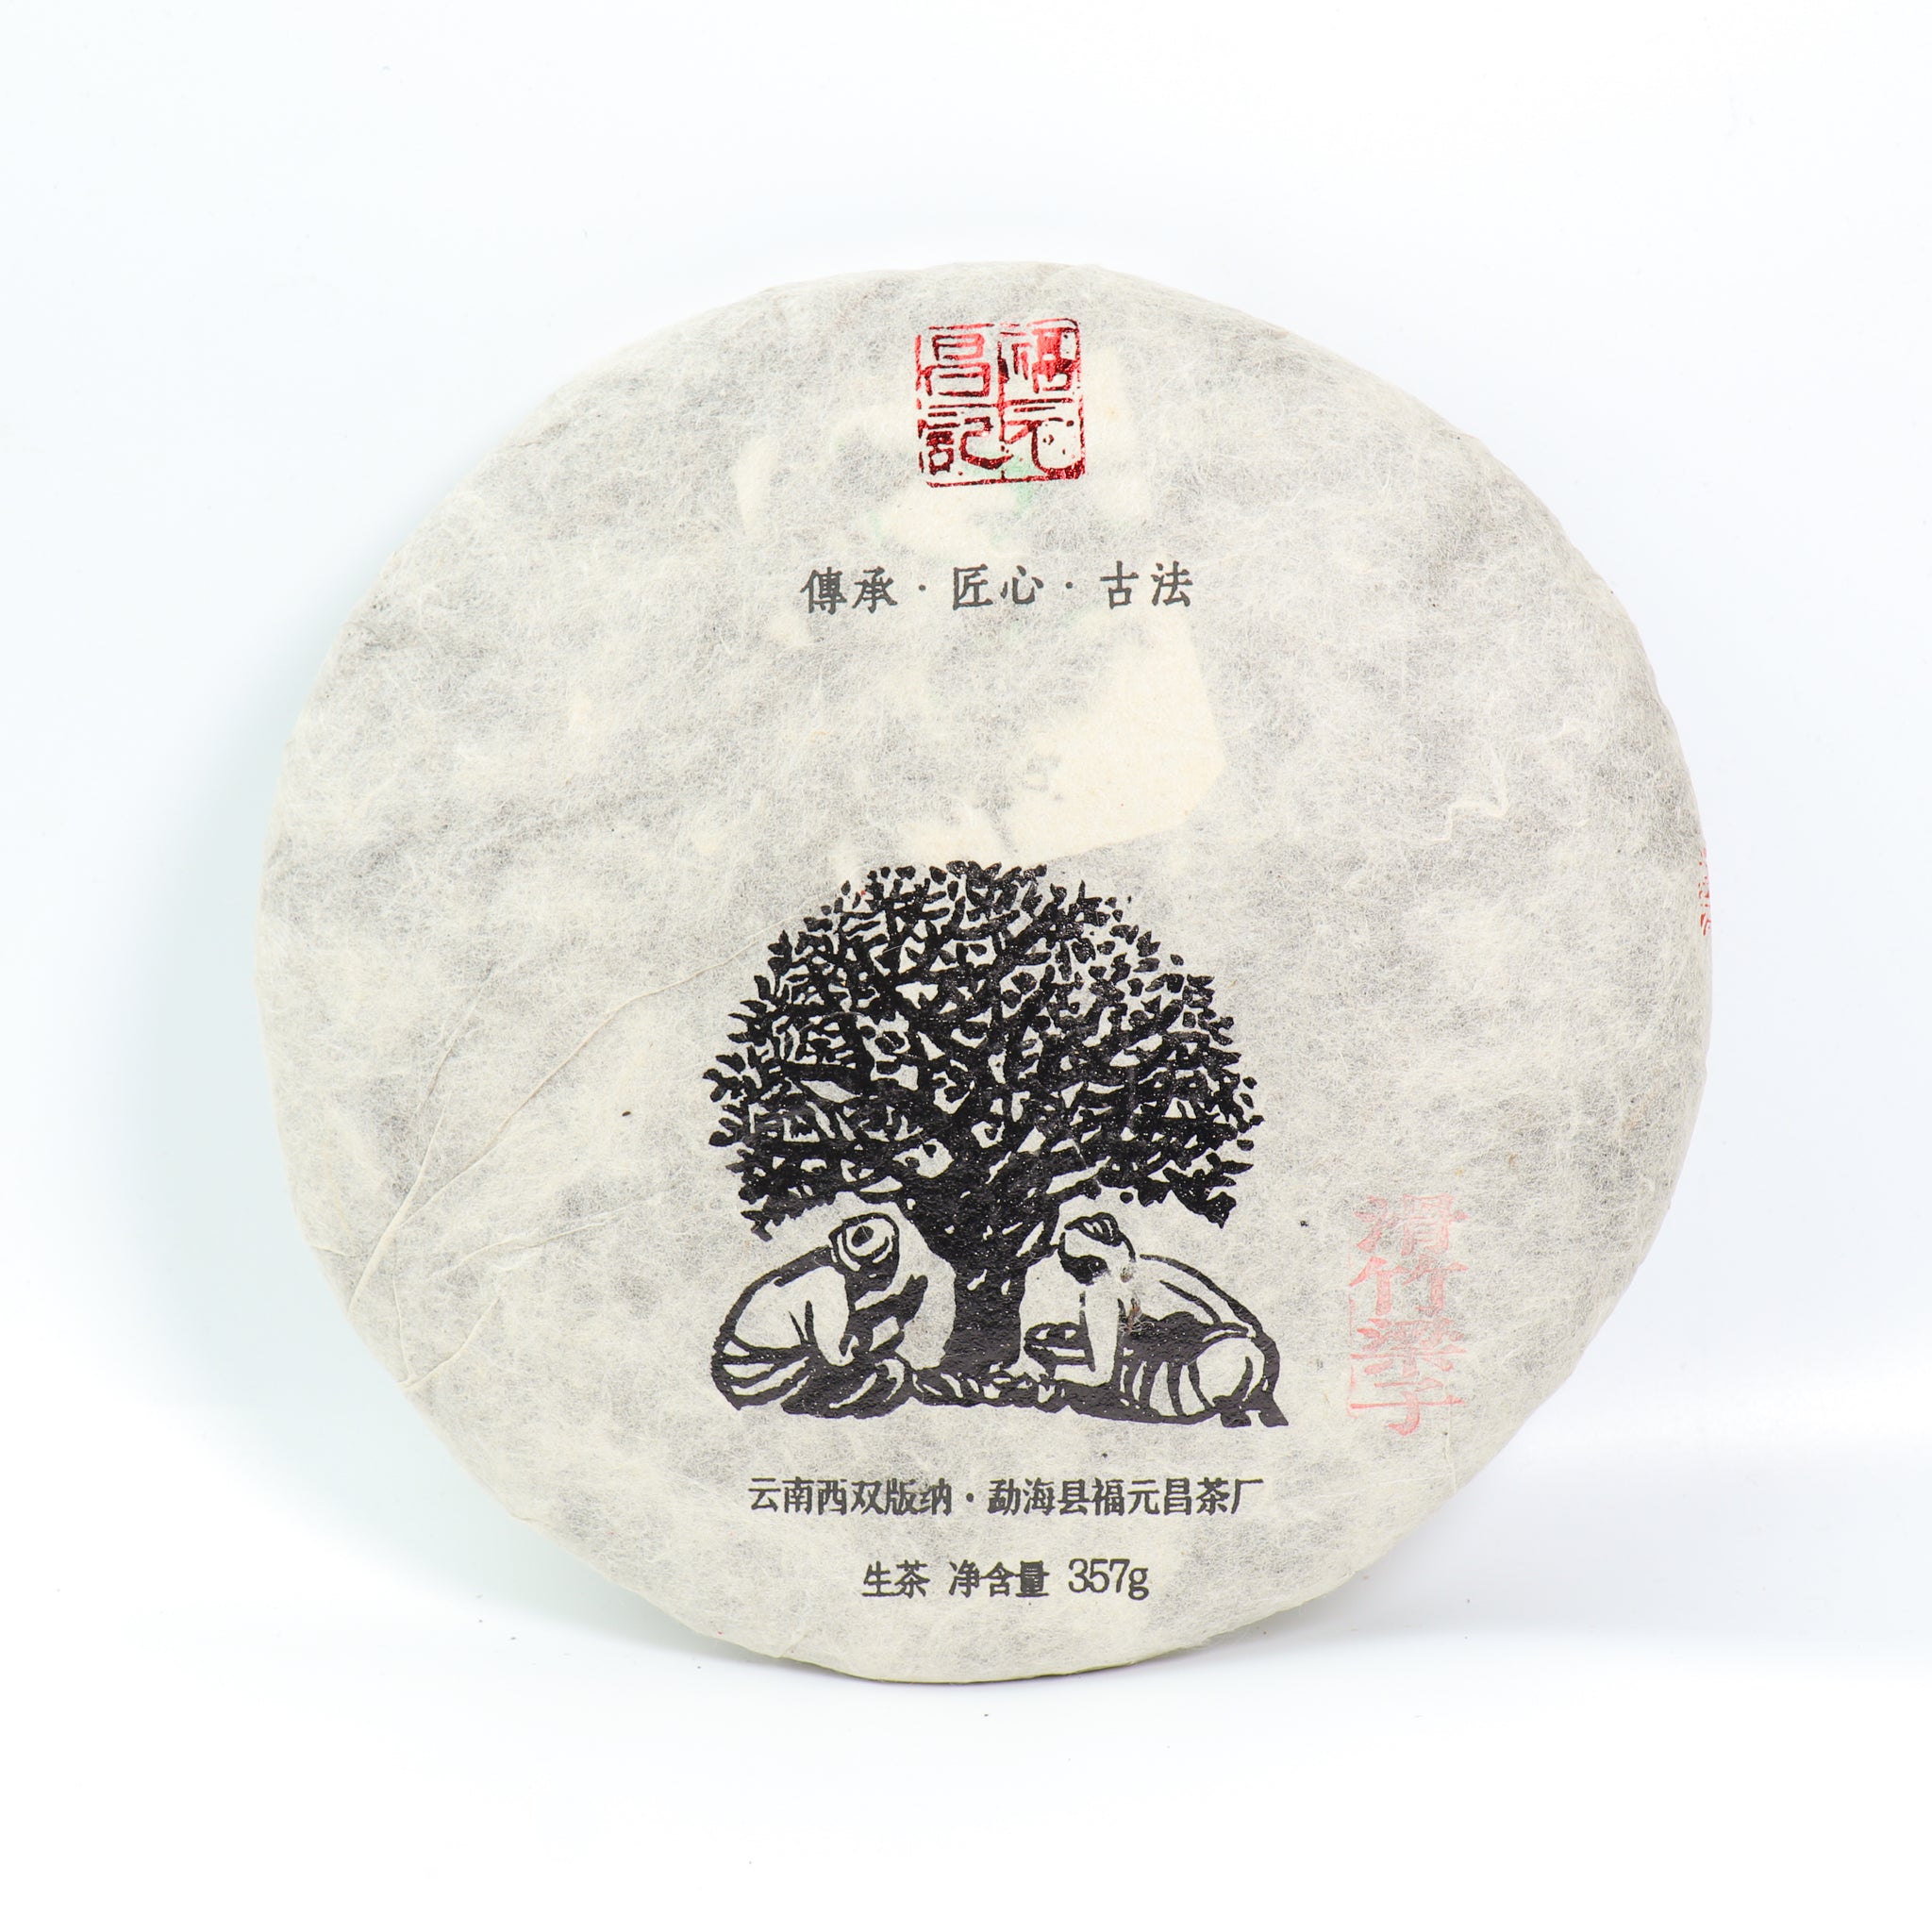 福元
昌記
傳承·匠心·古法
滑竹梁子
云南西双版纳·勐海县福元昌茶厂
生茶 净含量 357g